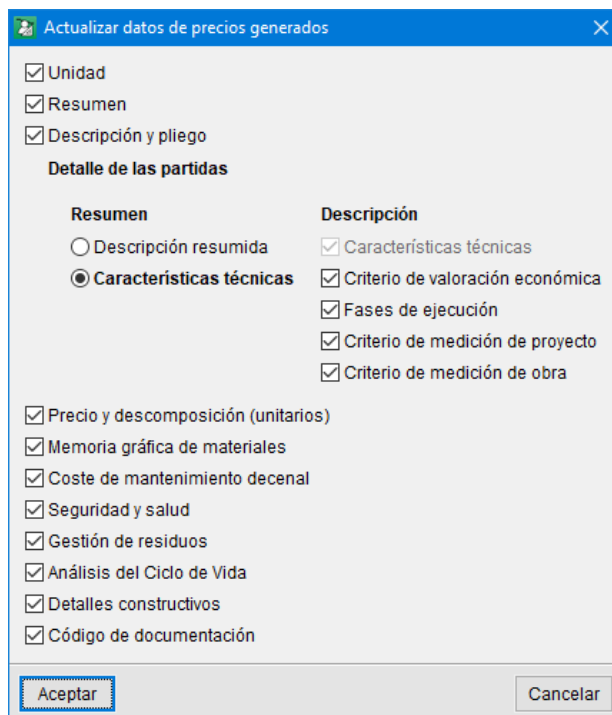 Actualizar datos de precios generados
Unidad
Resumen
Descripción y pliego
Detalle de las partidas
Resumen
Descripción resumida
Características técnicas
Descripción
Características técnicas
Criterio de valoración económica
Fases de ejecución
Criterio de medición de proyecto
Criterio de medición de obra
Precio y descomposición (unitarios)
Memoria gráfica de materiales
Coste de mantenimiento decenal
Seguridad y salud
Gestión de residuos
Análisis del Ciclo de Vida
Detalles constructivos
Código de documentación
Aceptar
Cancelar